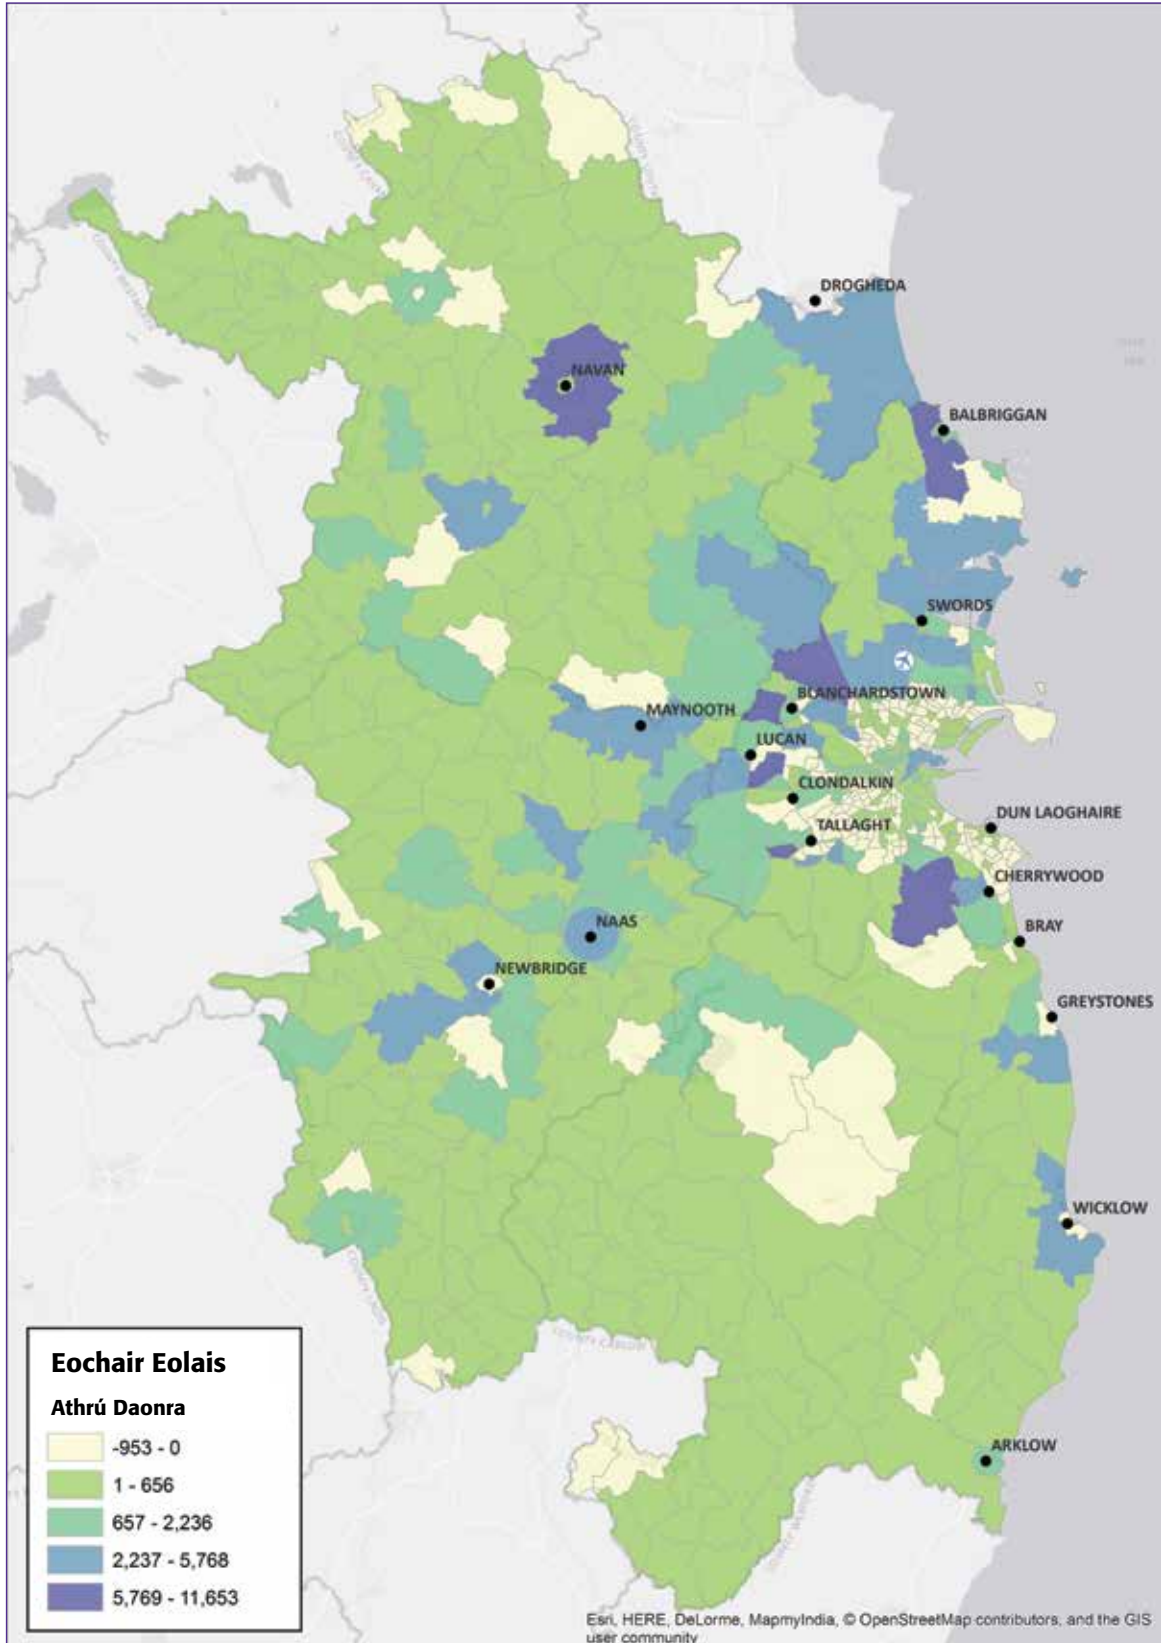 DROGHEDA
NAVAN
BALBRIGGAN
SWORDS
BLANCHARDSTOWN
MAYNOOTH
LUCAN
CLONDALKIN
DUN LAOGHAIRE
TALLAGHT
CHERRYWOOD
NAAS
BRAY
NEWBRIDGE
GREYSTONES
WICKLOW
ARKLOW
Eochair Eolais
Athrú Daonra
-953 - 0
1 - 656
657 - 2,236
2,237 - 5,768
5,769 - 11,653
Esri, HERE, DeLorme, MapmyIndia, © OpenStreetMap contributors, and the GIS
user community